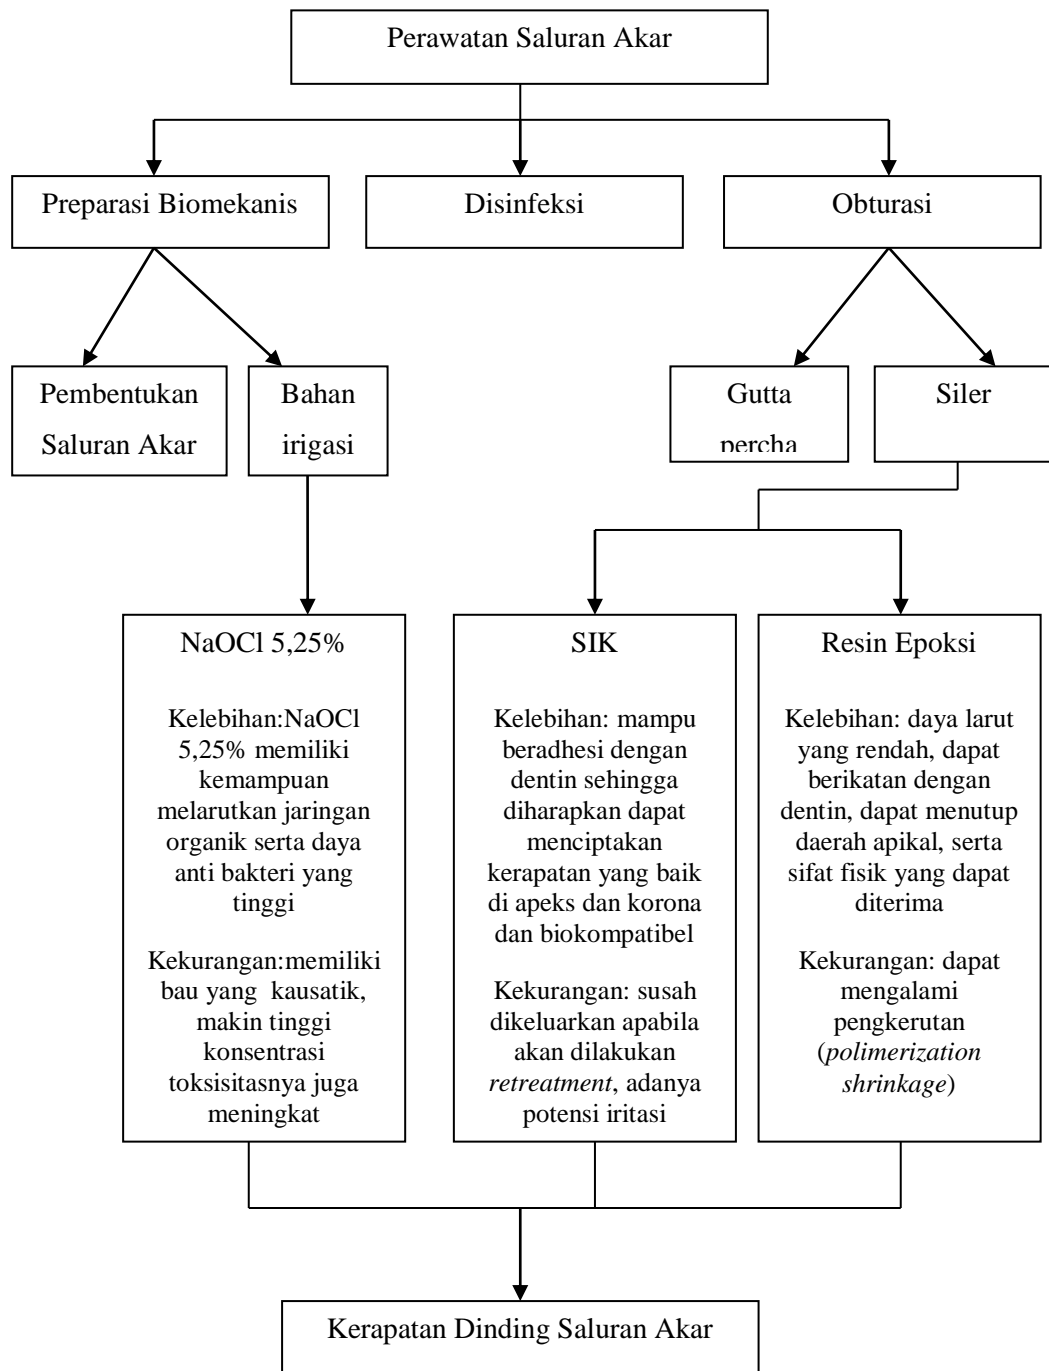 Perawatan Saluran Akar
Preparasi Biomekanis
Disinfeksi
Obturasi
Pembentukan
Saluran Akar
Bahan
irigasi
Gutta
percha
Siler
NaOCl 5,25%
Kelebihan:NaOCl
5,25% memiliki
kemampuan
melarutkan jaringan
organik serta daya
anti bakteri yang
tinggi
Kekurangan:memiliki
bau yang kausatik,
makin tinggi
konsentrasi
toksisitasnya juga
meningkat
SIK
Kelebihan: mampu
beradhesi dengan
dentin sehingga
diharapkan dapat
menciptakan
kerapatan yang baik
di apeks dan korona
dan biokompatibel
Kekurangan: susah
dikeluarkan apabila
akan dilakukan
retreatment, adanya
potensi iritasi
Resin Epoksi
Kelebihan: daya larut
yang rendah, dapat
berikatan dengan
dentin, dapat menutup
daerah apikal, serta
sifat fisik yang dapat
diterima
Kekurangan: dapat
mengalami
pengkerutan
(polimerization
shrinkage)
Kerapatan Dinding Saluran Akar